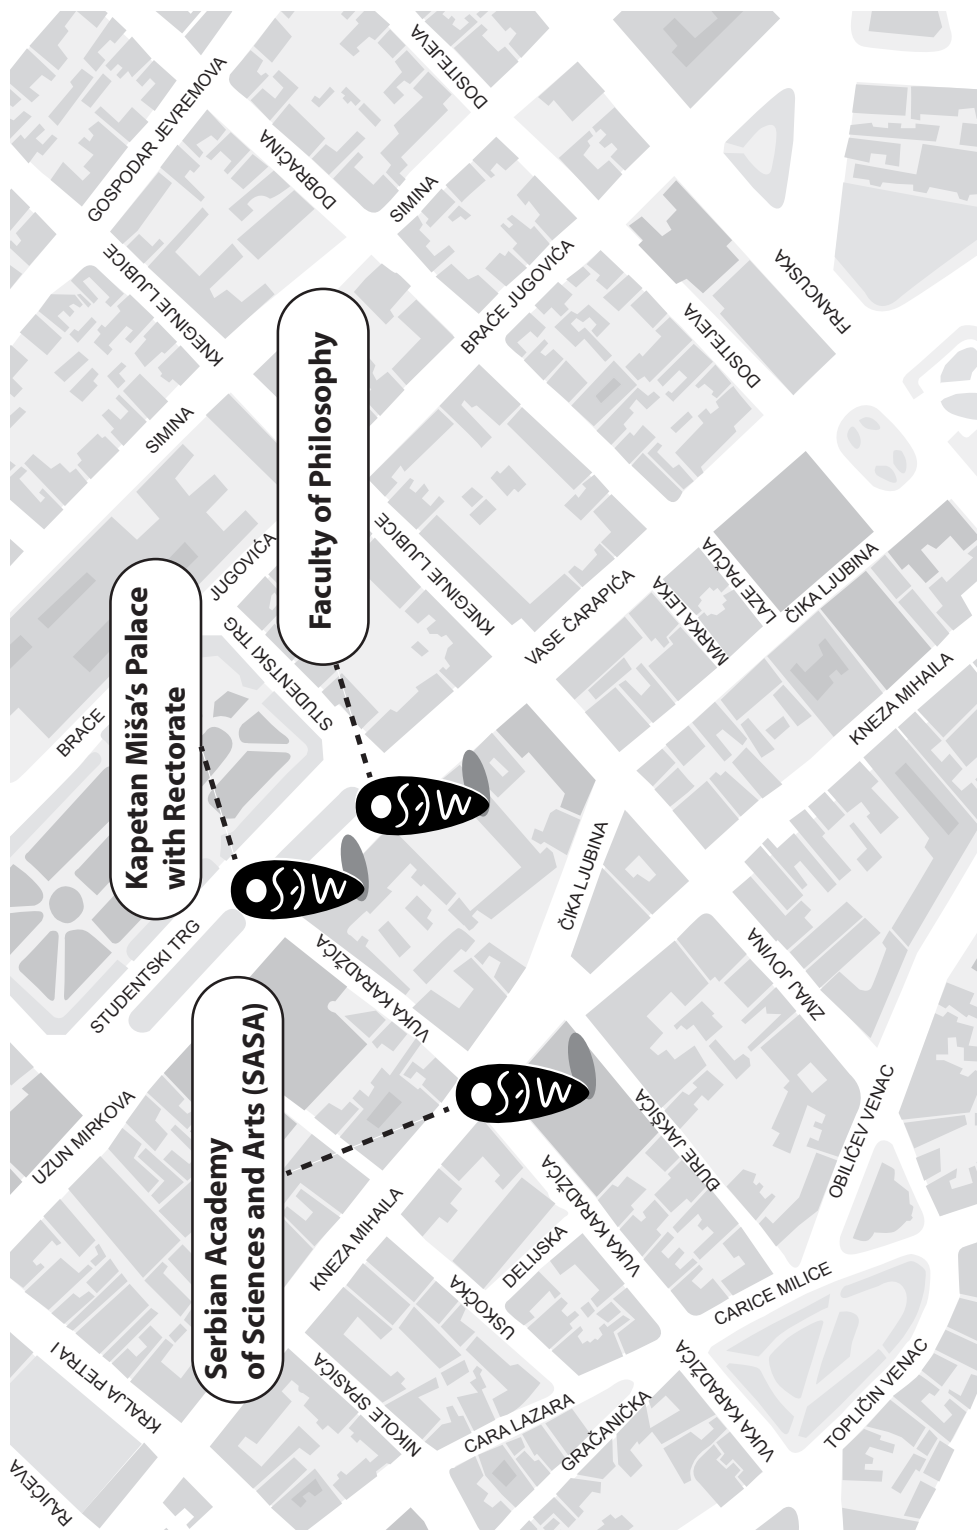 DOSITEJEVA
GOSPODAR JEVREMOVA
DOBRAČINA
SIMINA
KNEGINJE LJUBICE
BRAĆE JUGOVIĆA
FRANCUSKA
DOSITEJEVA
SIMINA
Faculty of Philosophy
KNEGINJE LJUBICE
JUGOVIĆA
BRAĆE
STUDENTSKI TRG
Kapetan Miša’s Palace
with Rectorate
VASE ČARAPIĆA
MARKA LEKA
LAZE PAČUA
ČIKA LJUBINA
KNEZA MIHAILA
ČIKA LJUBINA
STUDENTSKI TRG
VUKA KARADŽIĆA
ZMAJ JOVINA
Serbian Academy
of Sciences and Arts (SASA)
UZUN MIRKOVA
ĐURE JAKŠIĆA
OBILIĆEV VENAC
KNEZA MIHAILA
DELIJSKA
VUKA KARADŽIĆA
USKOČKA
CARICE MILICE
KRALJA PETRA I
NIKOLE SPASIĆA
CARA LAZARA
GRAČANIČKA
VUKA KARADŽIĆA
TOPLIČIN VENAC
RAJIĆEVA